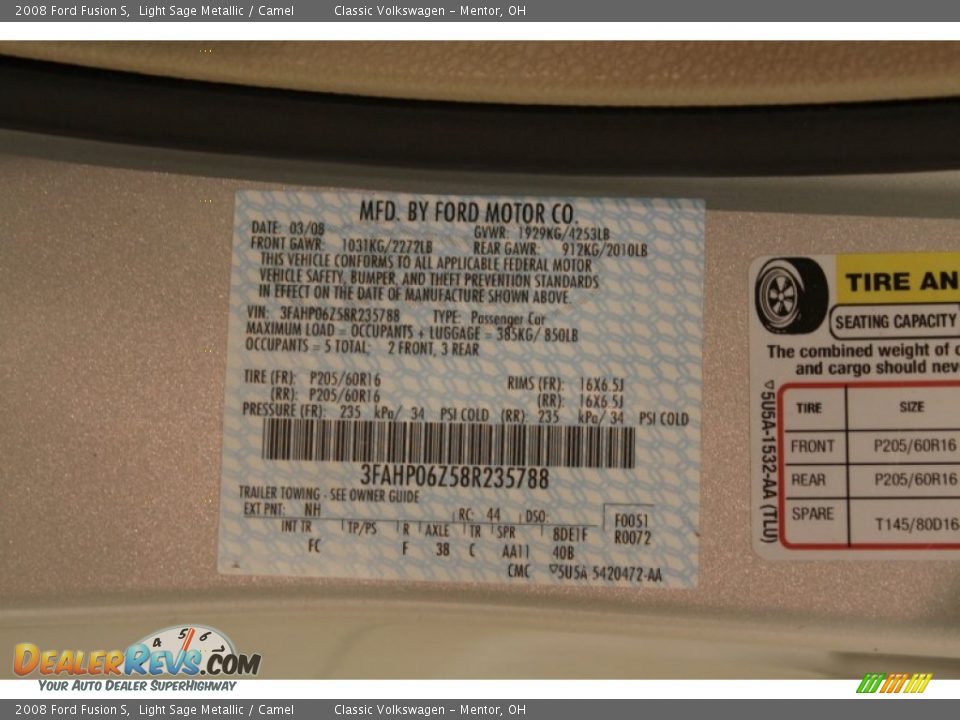 2008 Ford Fusion S,  Light Sage Metallic / Camel    Classic Volkswagen - Mentor, OH
MFD. BY FORD MOTOR CO.
DATE: 03/08    GVWR: 1929KG/4253LB
FRONT GAWR: 1031KG/2272LB    REAR GAWR: 912KG/2010LB
THIS VEHICLE CONFORMS TO ALL APPLICABLE FEDERAL MOTOR
VEHICLE SAFETY, BUMPER, AND THEFT PREVENTION STANDARDS
IN EFFECT ON THE DATE OF MANUFACTURE SHOWN ABOVE.
VIN: 3FAHP06Z58R235788    TYPE: Passenger Car
MAXIMUM LOAD = OCCUPANTS + LUGGAGE = 385KG/ 850LB
OCCUPANTS = 5 TOTAL; 2 FRONT, 3 REAR
TIRE (FR): P205/60R16    RIMS (FR): 16X6.5J
(RR): P205/60R16    (RR): 16X6.5J
PRESSURE (FR): 235 kPa/ 34 PSI COLD (RR): 235 kPa/ 34 PSI COLD
3FAHP06Z58R235788
TRAILER TOWING - SEE OWNER GUIDE
EXT PNT: NH    RC: 44    DSO:    F0051
INT TR    TP/PS    R    AXLE    TR    SPR    8DE1F    R0072
FC    F    38    C    AA11    40B
CMC    ▽5U5A 5420472-AA
TIRE AN
SEATING CAPACITY
The combined weight of
and cargo should nev
▽5U5A-1532-AA (TLU)
TIRE    SIZE
FRONT    P205/60R16
REAR    P205/60R16
SPARE    T145/80D16
4 5 6
DEALERREVS.COM
YOUR AUTO DEALER SUPERHIGHWAY
2008 Ford Fusion S,  Light Sage Metallic / Camel    Classic Volkswagen - Mentor, OH